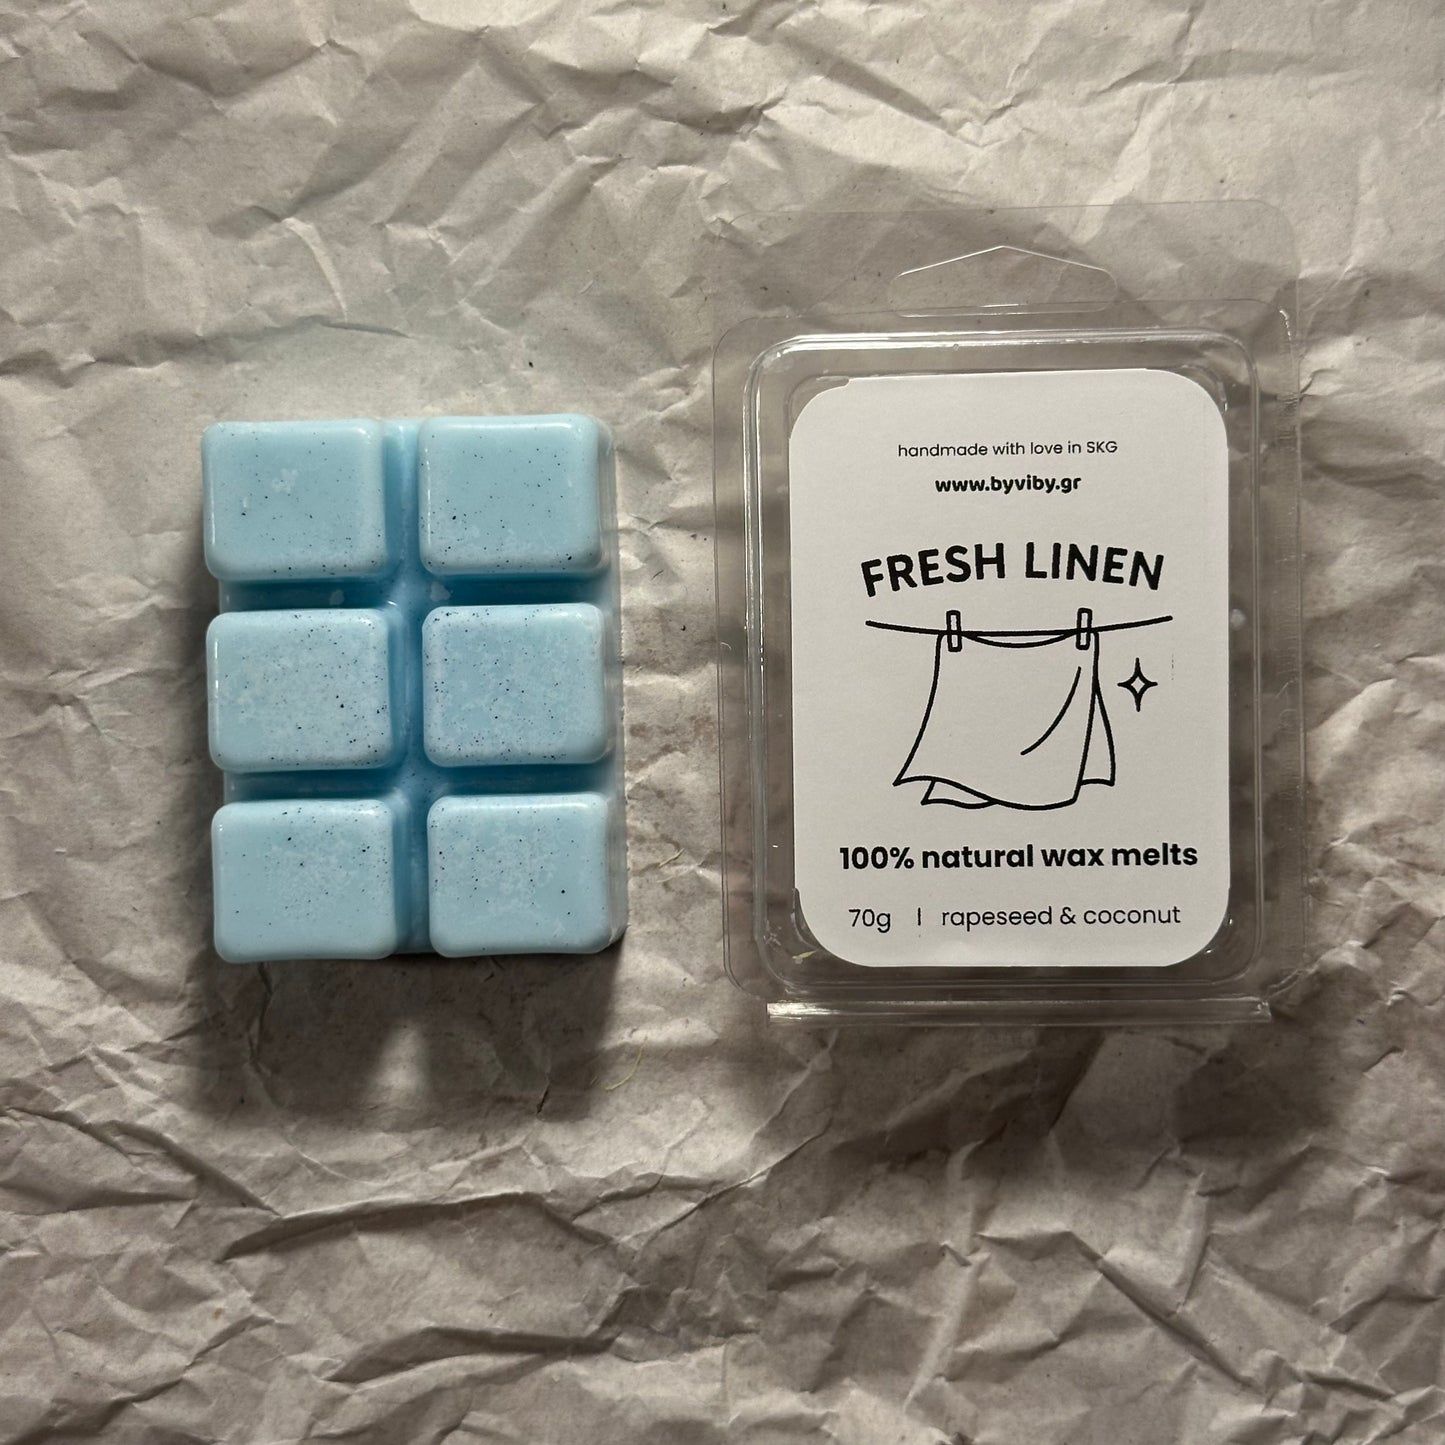 handmade with love in SKG
www.byviby.gr
FRESH LINEN
100% natural wax melts
70g | rapeseed & coconut